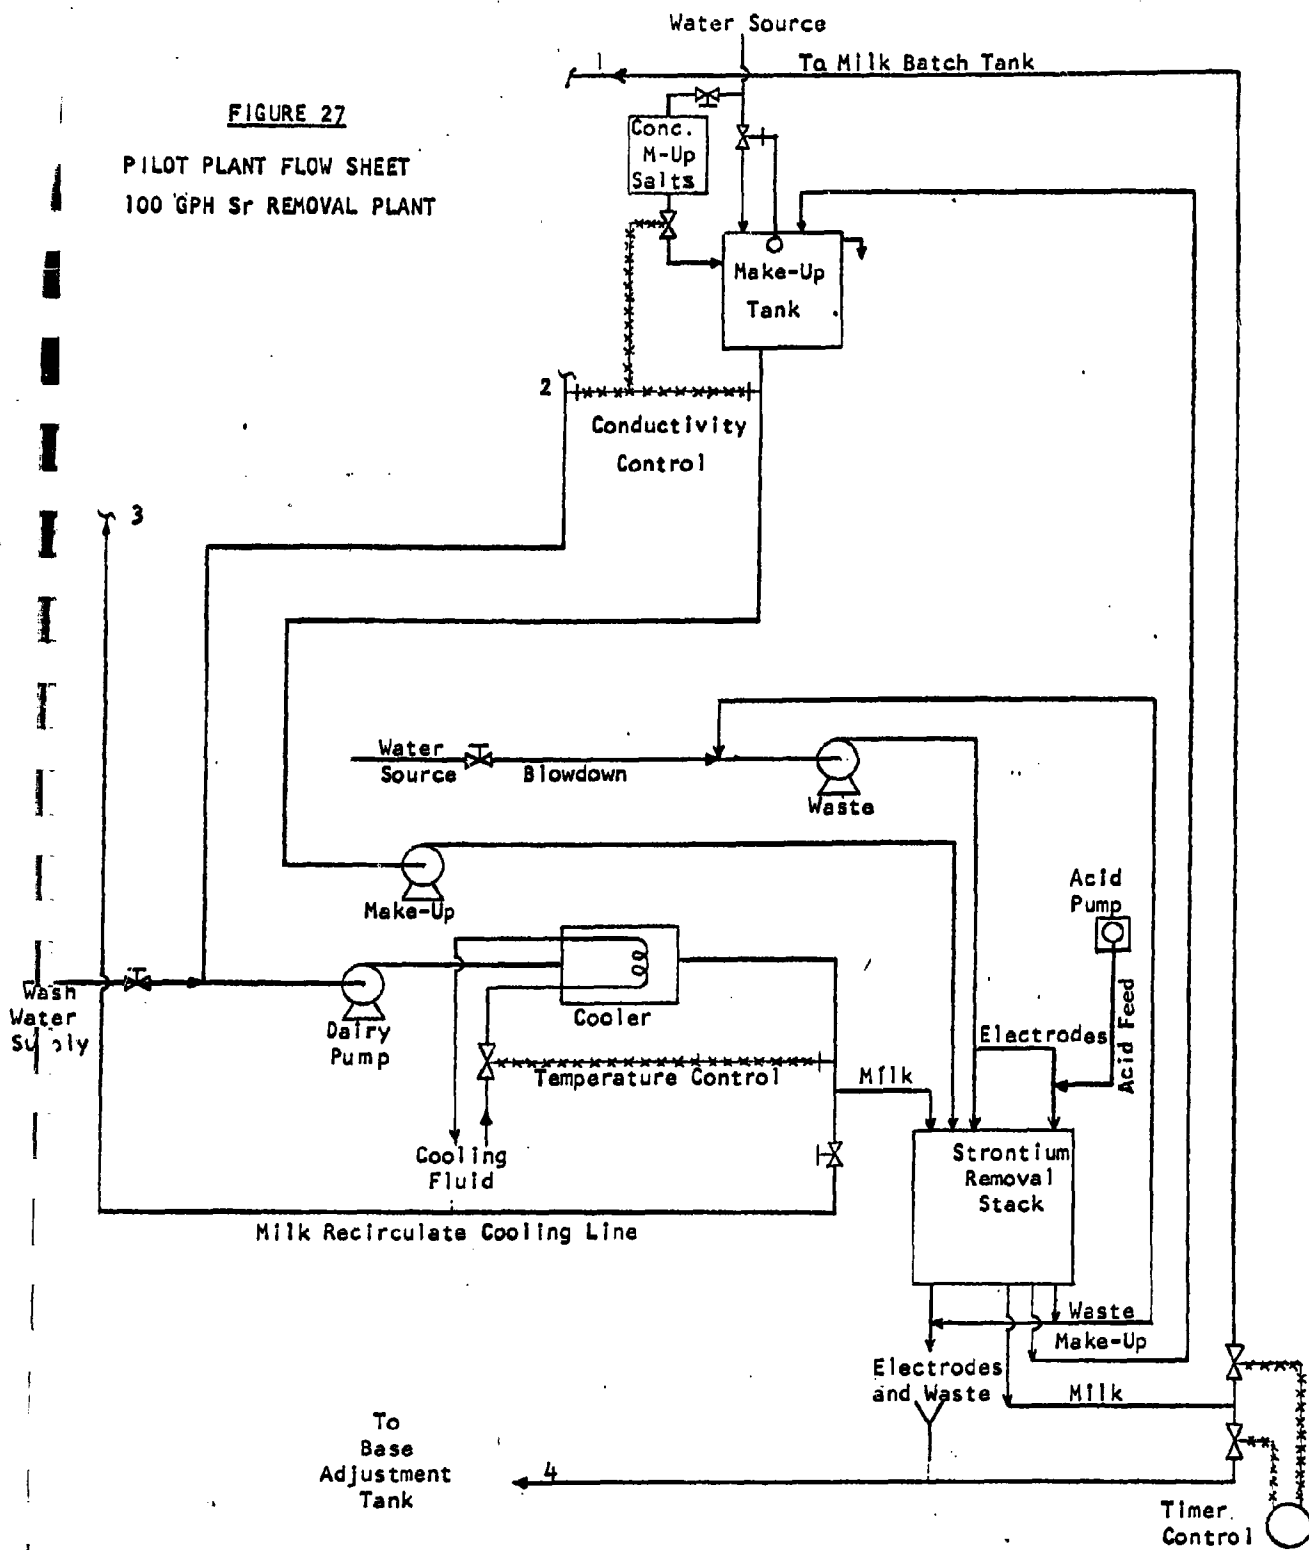 Water Source
1
To Milk Batch Tank
FIGURE 27
PILOT PLANT FLOW SHEET
100 GPH Sr REMOVAL PLANT
Conc.
M-Up
Salts
Make-Up
Tank
2
Conductivity
Control
3
Water
Source
Blowdown
Waste
Make-Up
Acid
Pump
Wash
Water
Dairy
Pump
Cooler
Electrodes
Acid Feed
Temperature Control
Milk
Cooling
Fluid
Strontium
Removal
Stack
Milk Recirculate Cooling Line
Waste
Make-Up
Electrodes
and Waste
Milk
To
Base
Adjustment
Tank
4
Timer
Control